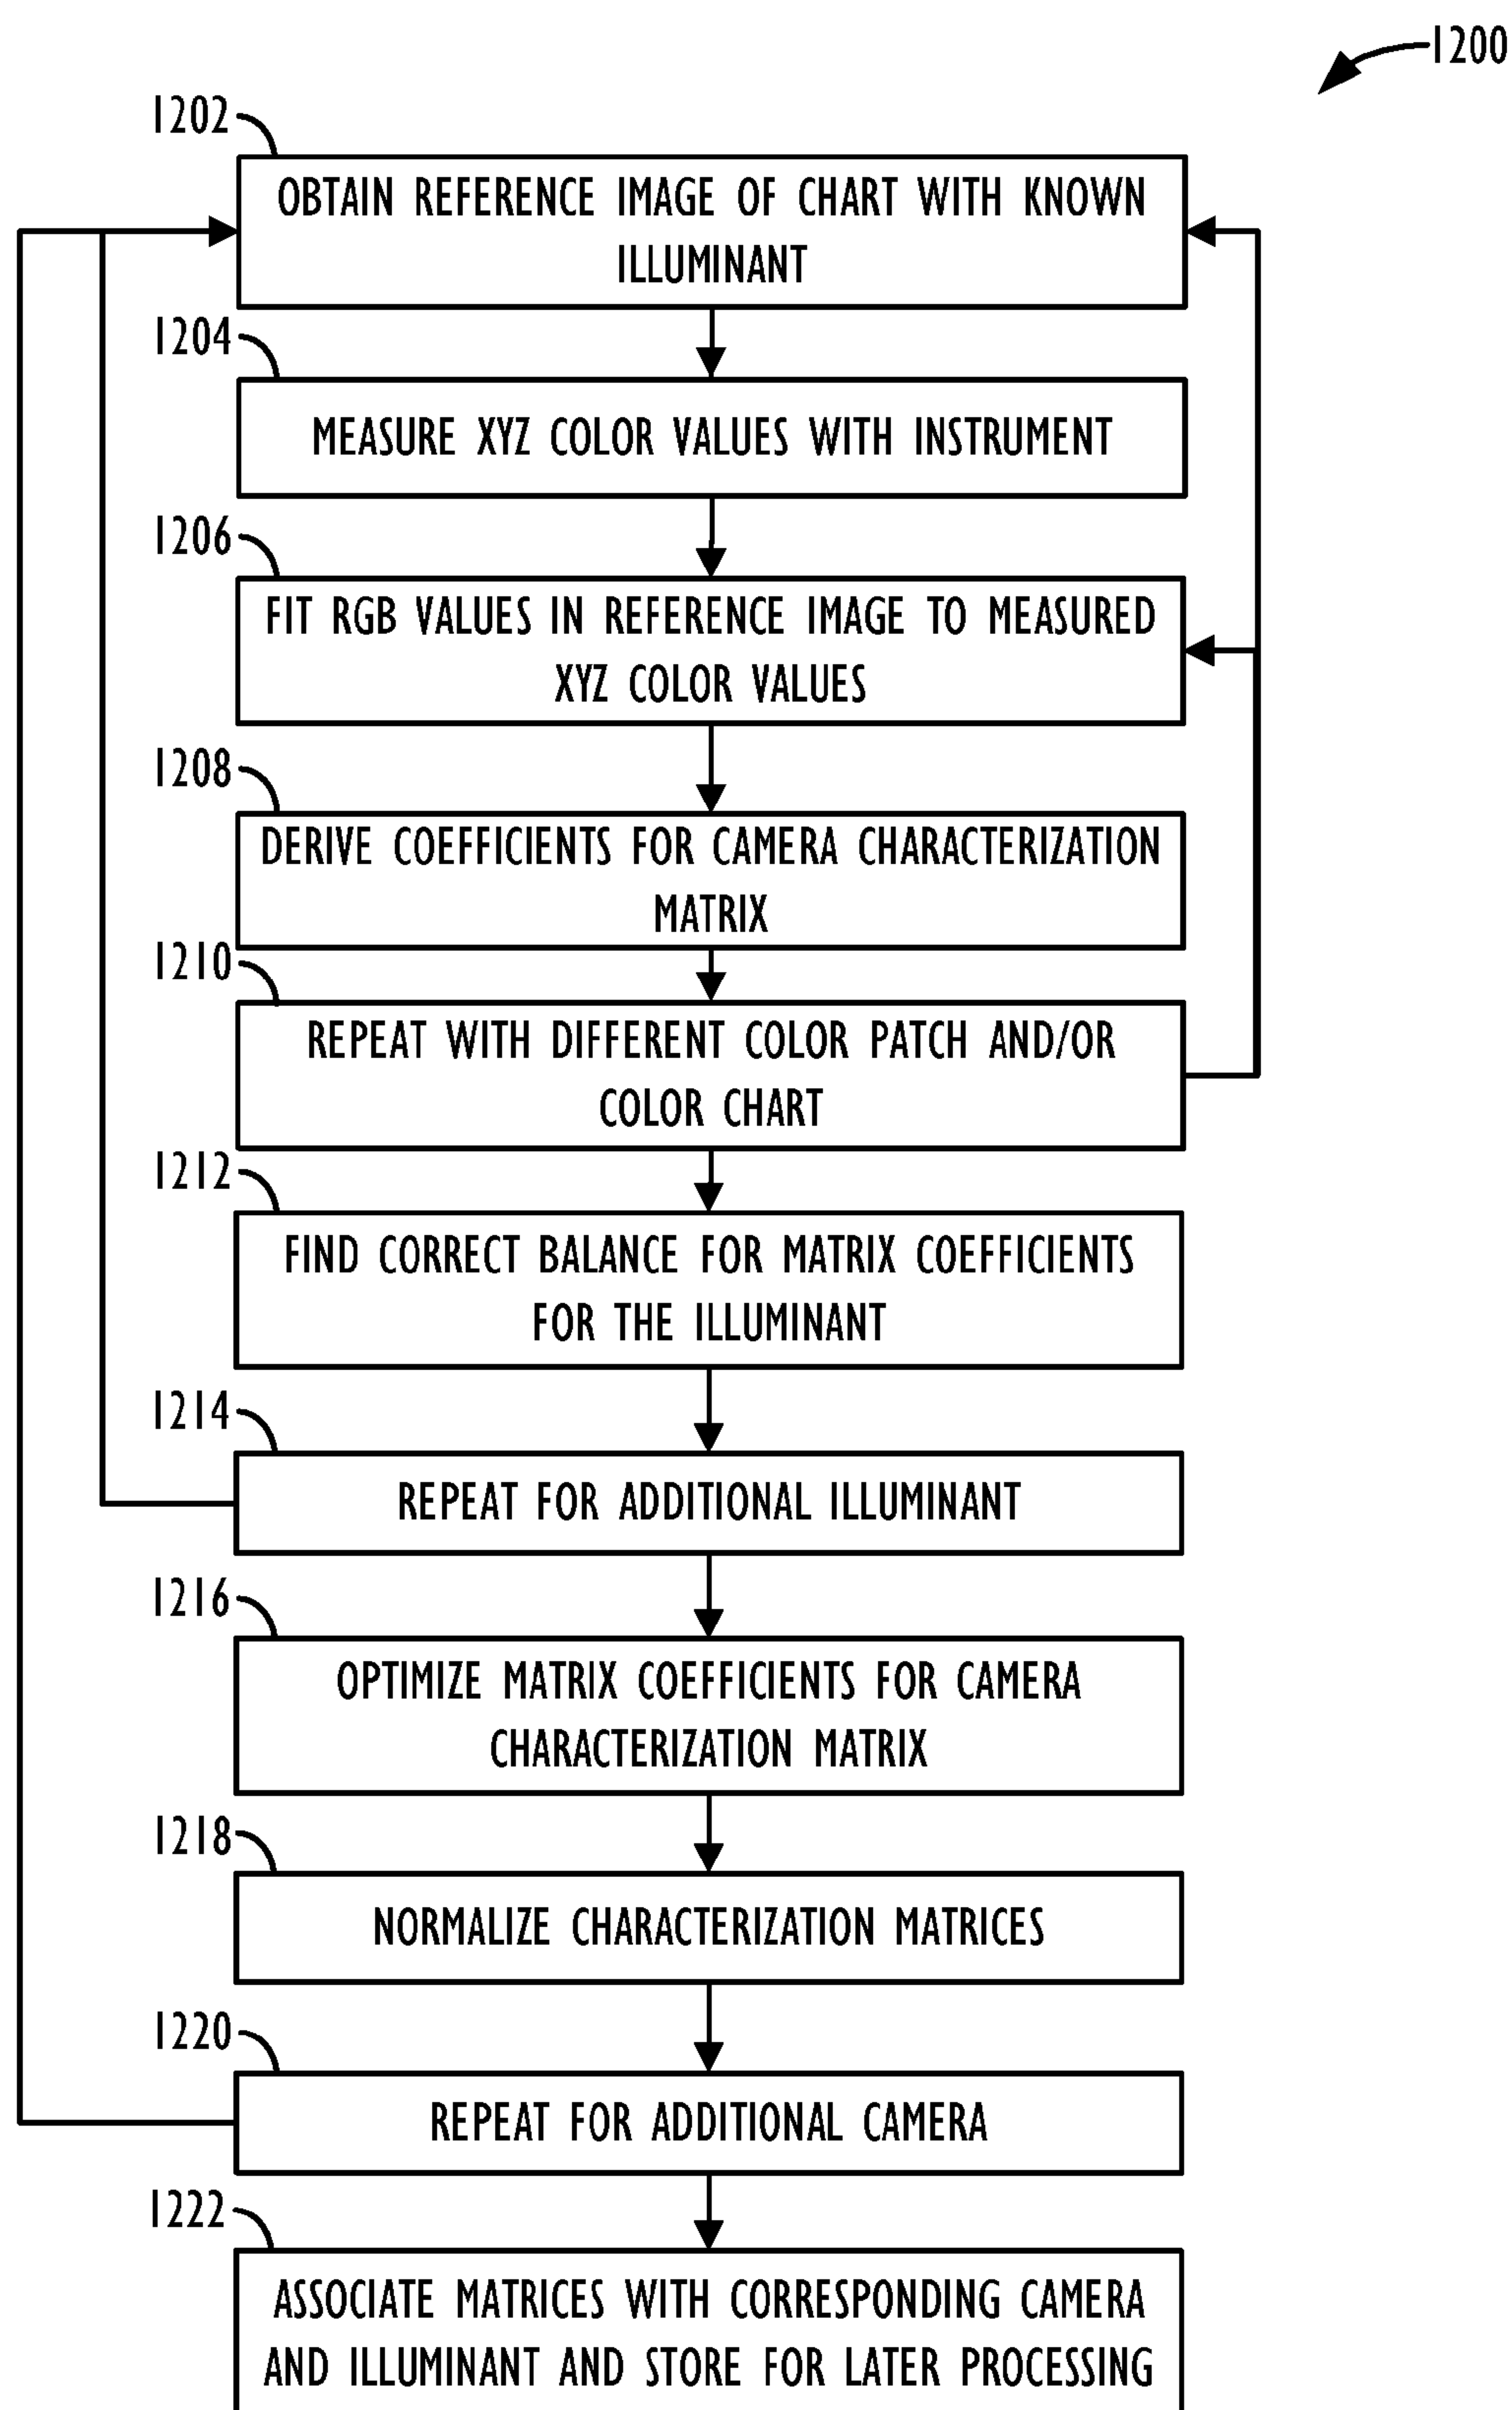 1200
1202
OBTAIN REFERENCE IMAGE OF CHART WITH KNOWN
ILLUMINANT
1204
MEASURE XYZ COLOR VALUES WITH INSTRUMENT
1206
FIT RGB VALUES IN REFERENCE IMAGE TO MEASURED
XYZ COLOR VALUES
1208
DERIVE COEFFICIENTS FOR CAMERA CHARACTERIZATION
MATRIX
1210
REPEAT WITH DIFFERENT COLOR PATCH AND/OR
COLOR CHART
1212
FIND CORRECT BALANCE FOR MATRIX COEFFICIENTS
FOR THE ILLUMINANT
1214
REPEAT FOR ADDITIONAL ILLUMINANT
1216
OPTIMIZE MATRIX COEFFICIENTS FOR CAMERA
CHARACTERIZATION MATRIX
1218
NORMALIZE CHARACTERIZATION MATRICES
1220
REPEAT FOR ADDITIONAL CAMERA
1222
ASSOCIATE MATRICES WITH CORRESPONDING CAMERA
AND ILLUMINANT AND STORE FOR LATER PROCESSING